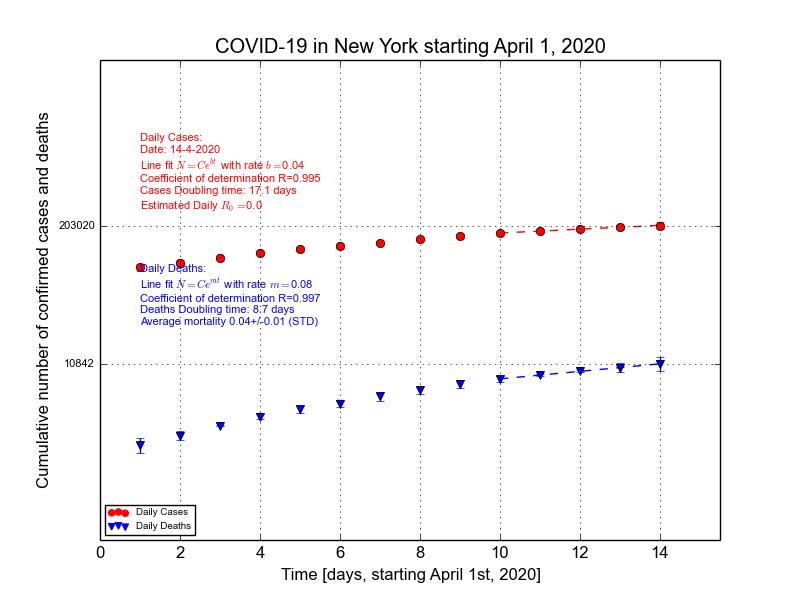 COVID-19 in New York starting April 1, 2020
Cumulative number of confirmed cases and deaths
Daily Cases:
Date: 14-4-2020
Line fit N=Ce^{bt} with rate b=0.04
Coefficient of determination R=0.995
Cases Doubling time: 17.1 days
Estimated Daily R_0=0.0
203020
Daily Deaths:
Line fit N=Ce^{mt} with rate m=0.08
Coefficient of determination R=0.997
Deaths Doubling time: 8.7 days
Average mortality 0.04+/-0.01 (STD)
10842
Daily Cases
Daily Deaths
0 2 4 6 8 10 12 14
Time [days, starting April 1st, 2020]